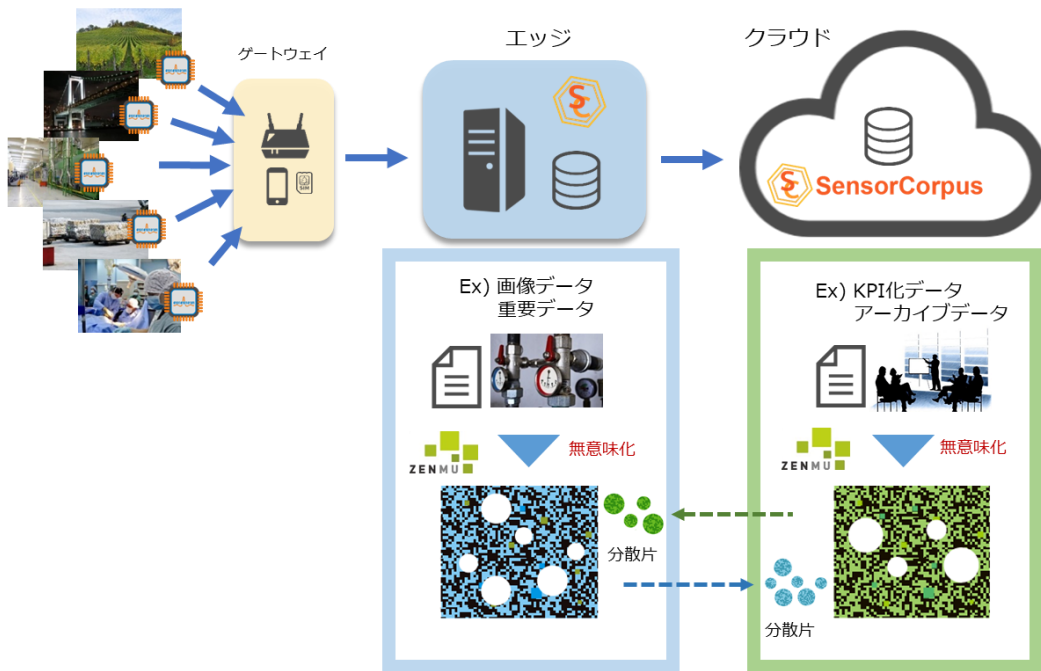 ゲートウェイ
エッジ
クラウド
SIM
SC
SC SensorCorpus
Ex) 画像データ
重要データ
Ex) KPI化データ
アーカイブデータ
ZENMU
無意味化
ZENMU
無意味化
分散片
分散片